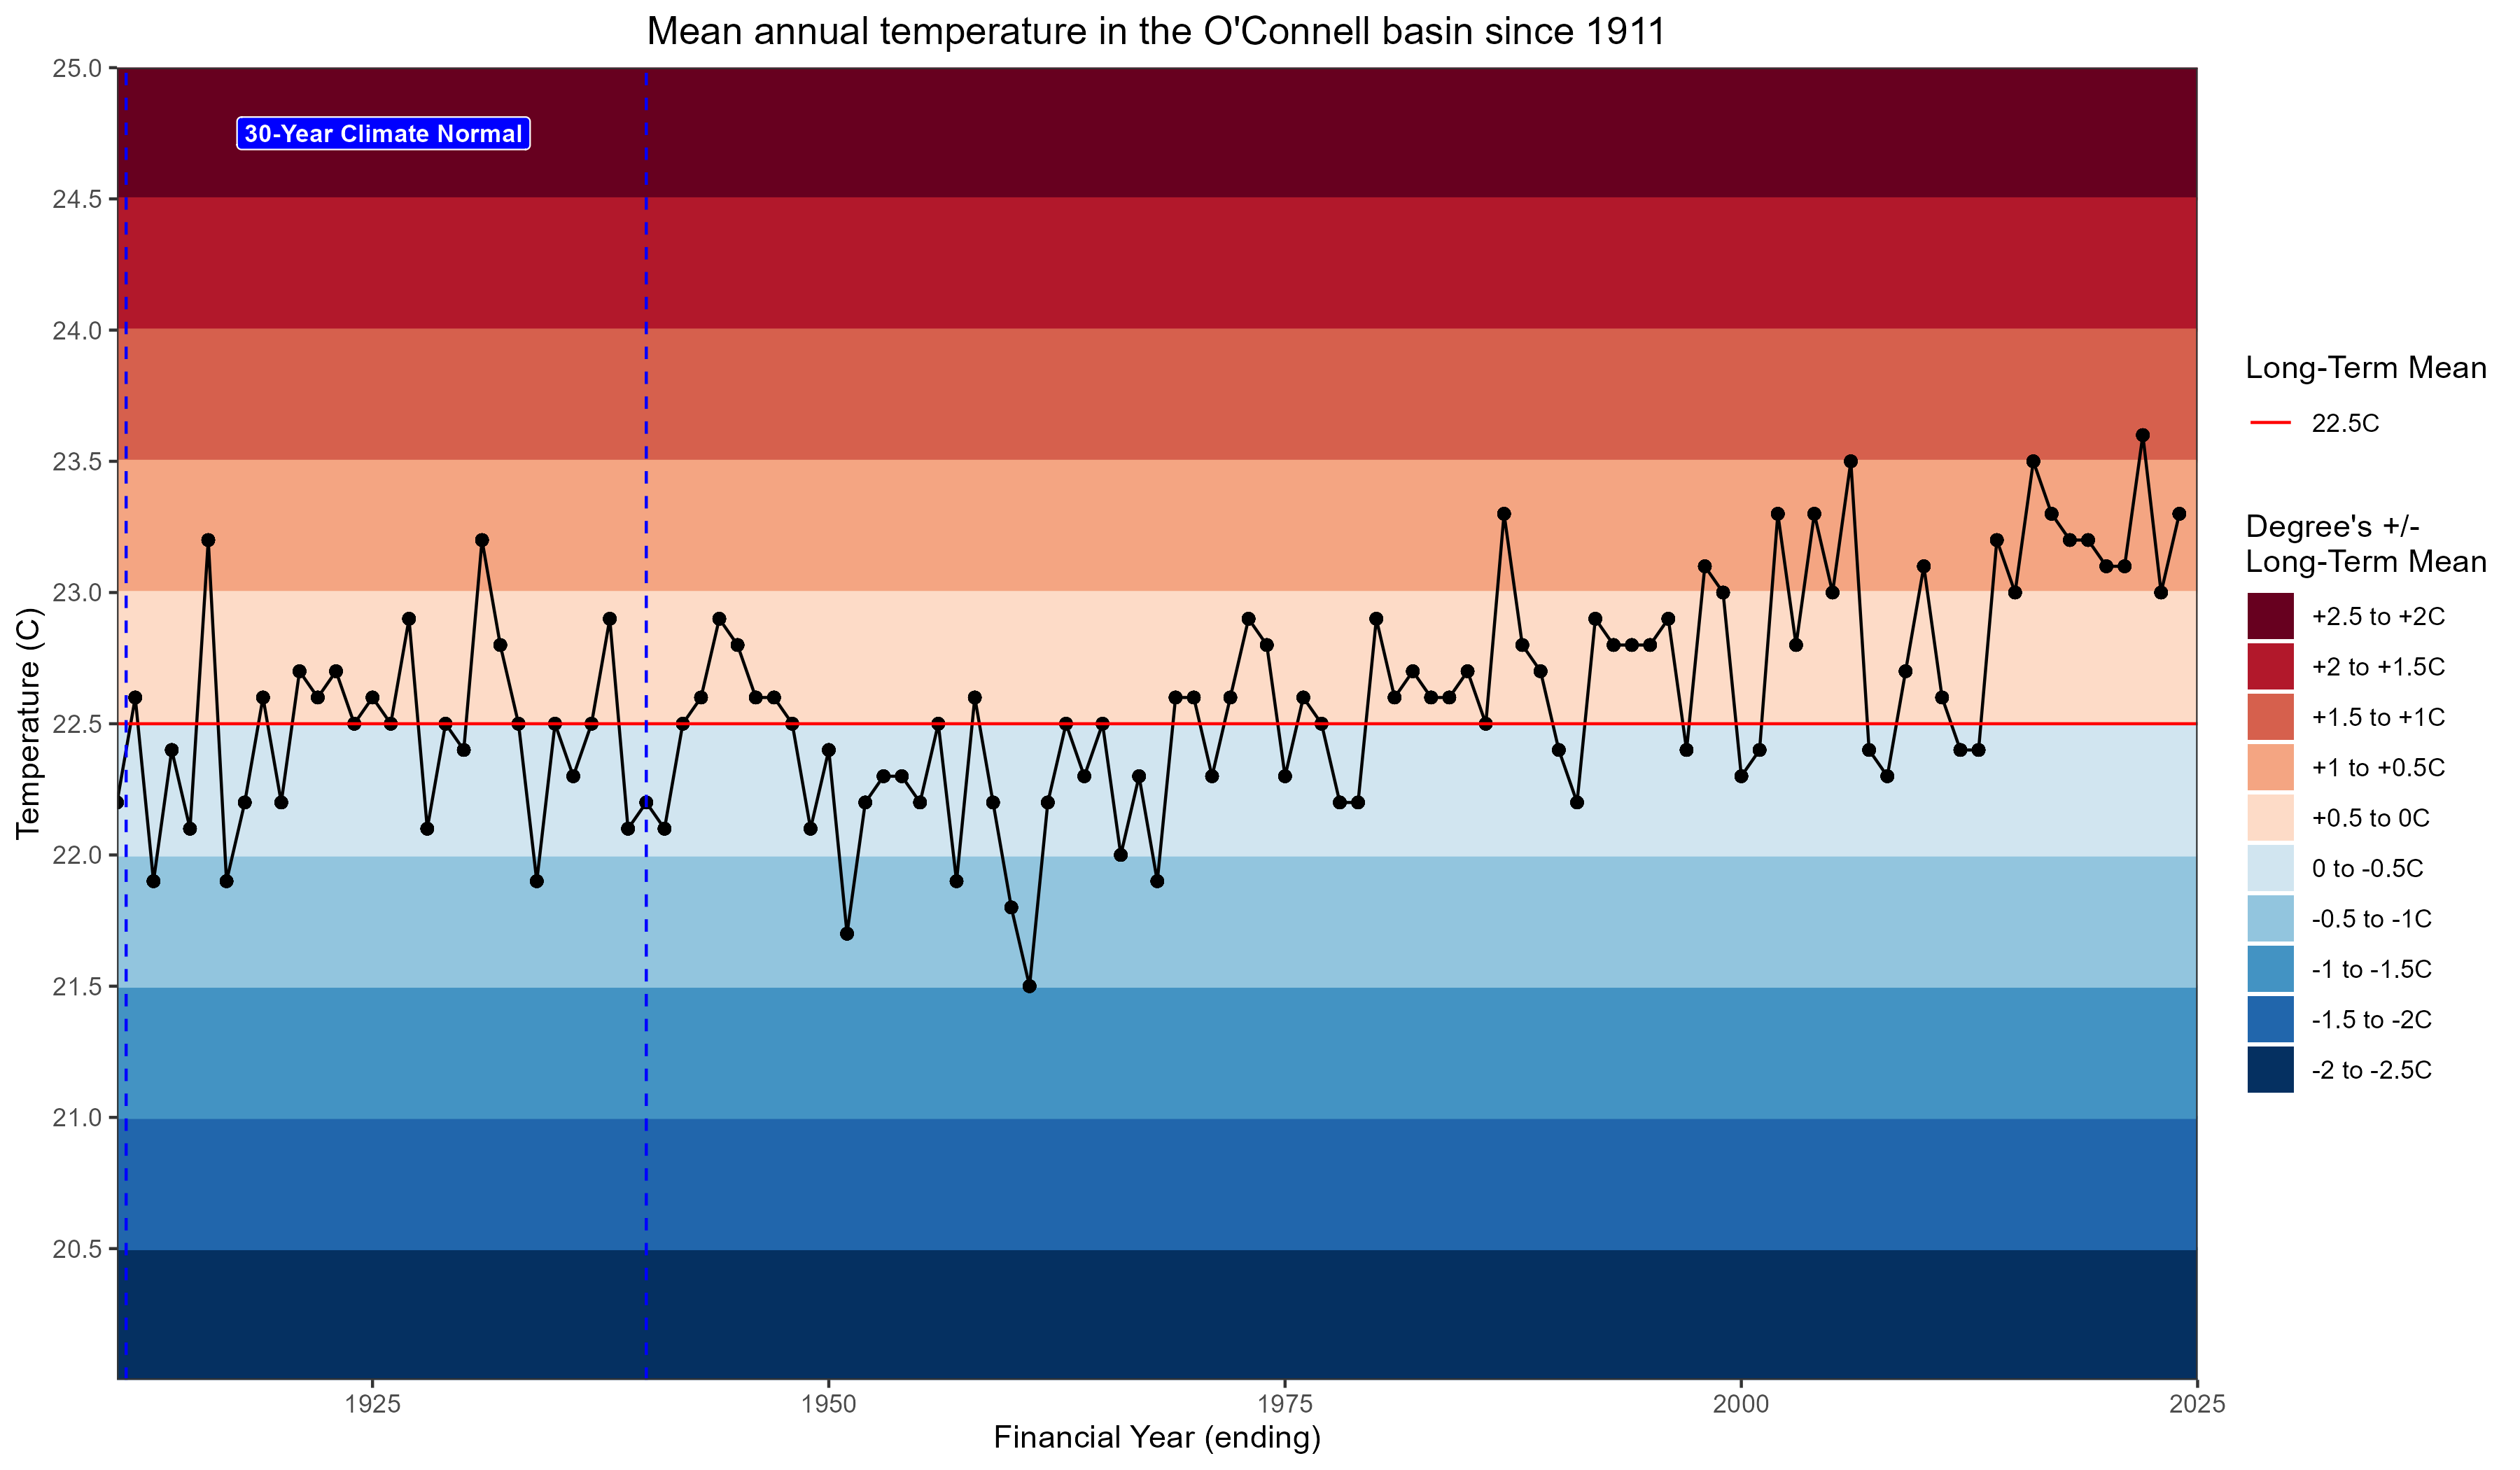 Mean annual temperature in the O'Connell basin since 1911
25.0
24.5
24.0
23.5
23.0
22.5
22.0
21.5
21.0
20.5
Temperature (C)
30-Year Climate Normal
1925
1950
1975
2000
2025
Financial Year (ending)
Long-Term Mean
22.5C
Degree's +/-
Long-Term Mean
+2.5 to +2C
+2 to +1.5C
+1.5 to +1C
+1 to +0.5C
+0.5 to 0C
0 to -0.5C
-0.5 to -1C
-1 to -1.5C
-1.5 to -2C
-2 to -2.5C